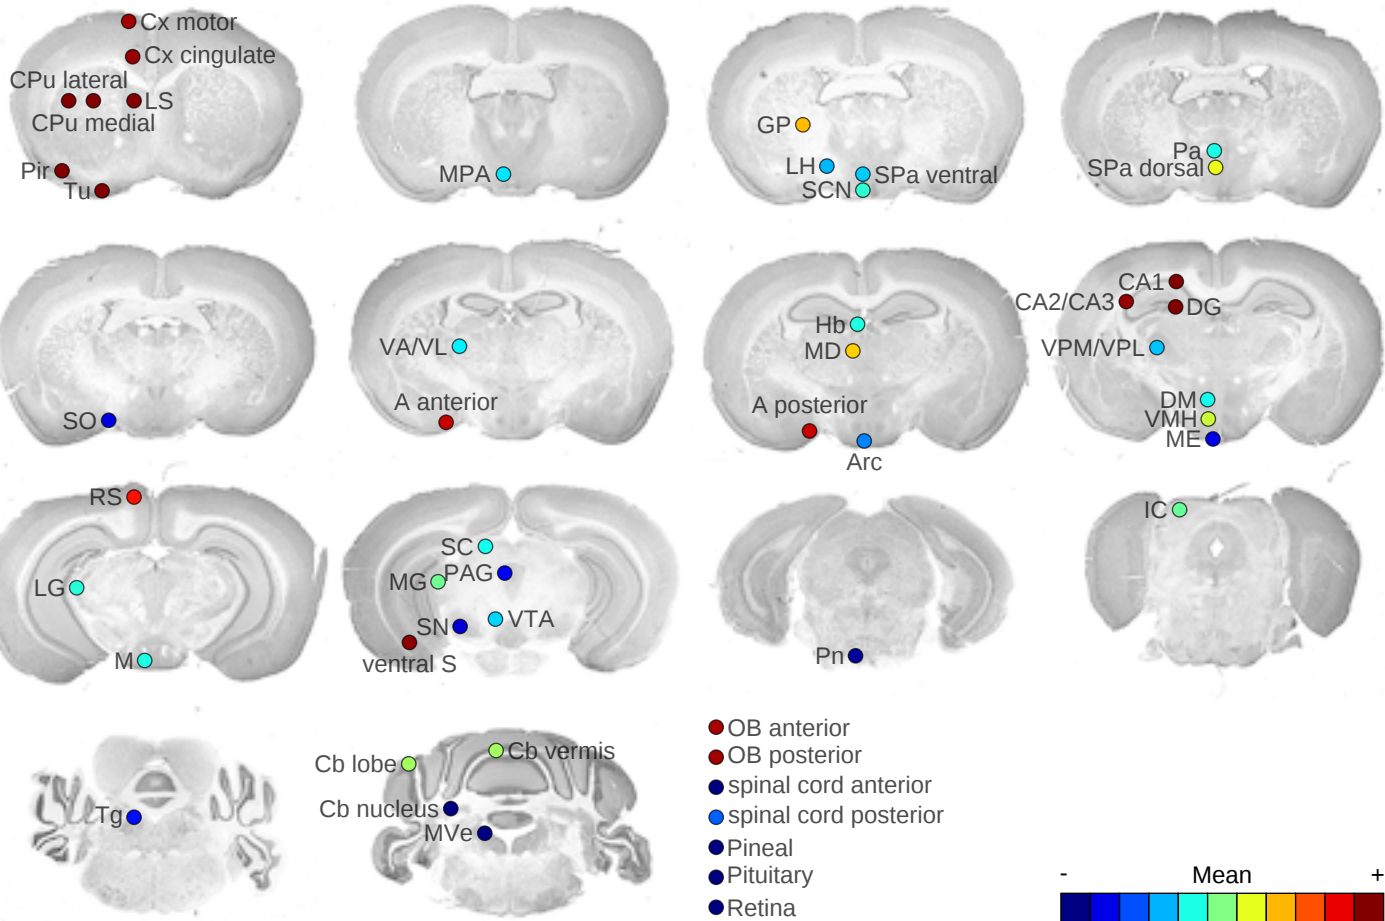 Cx motor
Cx cingulate
CPu lateral
LS
CPu medial
Pir
Tu
MPA
GP
LH
SPa ventral
SCN
Pa
SPa dorsal
SO
VA/VL
A anterior
Hb
MD
A posterior
Arc
CA1
CA2/CA3
DG
VPM/VPL
DM
VMH
ME
RS
LG
M
SC
MG
PAG
SN
VTA
ventral S
Pn
IC
Tg
Cb lobe
Cb vermis
Cb nucleus
MVe
OB anterior
OB posterior
spinal cord anterior
spinal cord posterior
Pineal
Pituitary
Retina
- Mean +